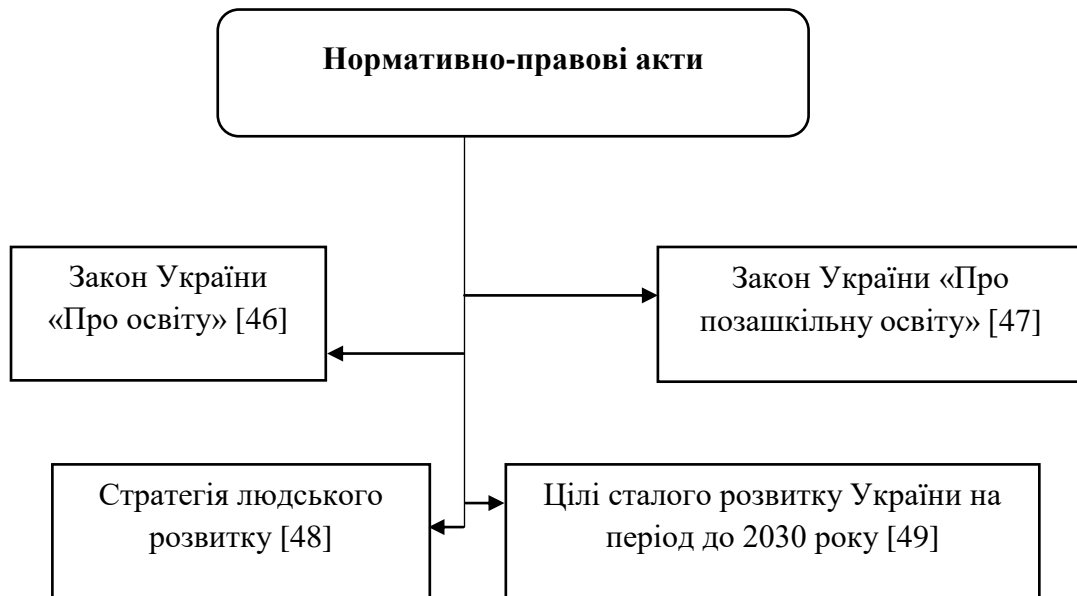 Нормативно-правові акти
Закон України
«Про освіту» [46]
Закон України «Про
позашкільну освіту» [47]
Стратегія людського
розвитку [48]
Цілі сталого розвитку України на
період до 2030 року [49]